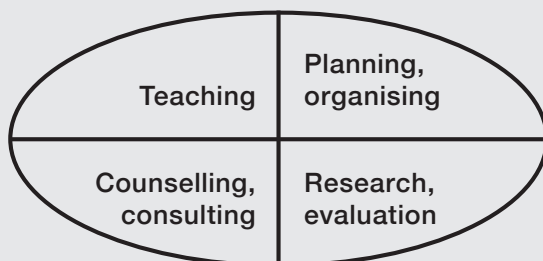 Teaching
Planning,
organising
Counselling,
consulting
Research,
evaluation